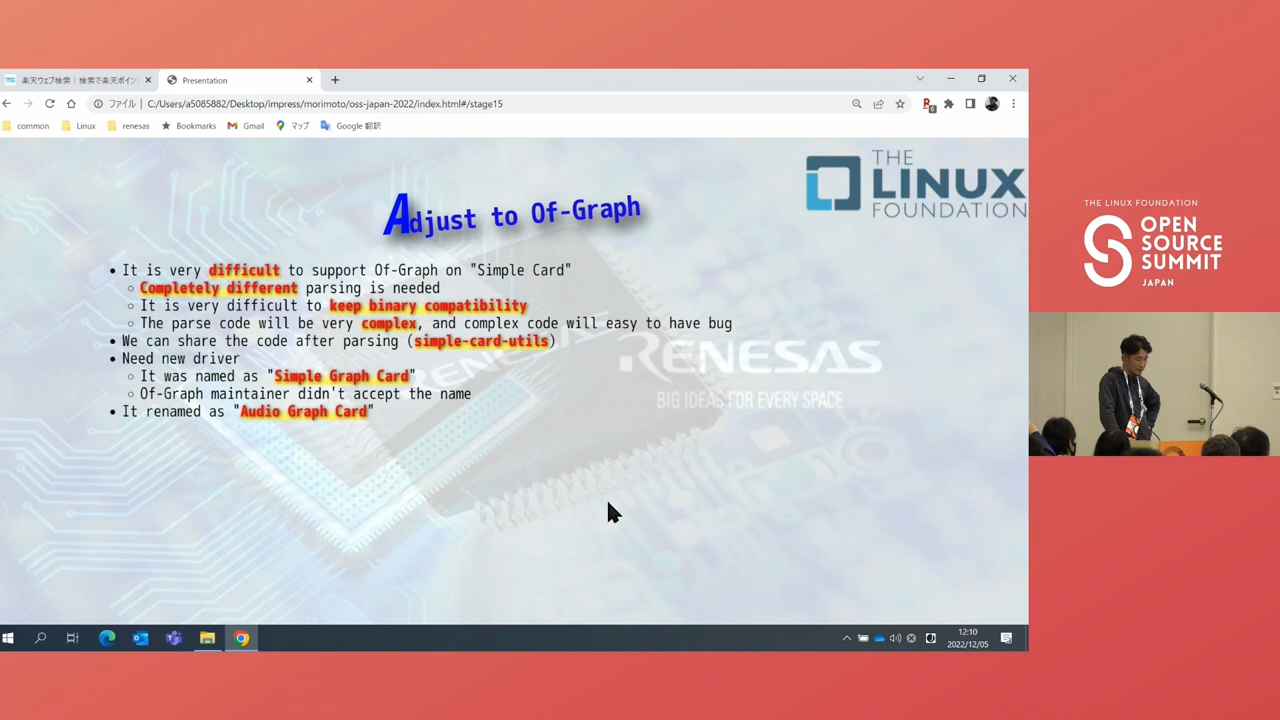 楽天ウェブ検索 | 検索で楽天ポイン
Presentation
ファイル | C:/Users/a5085882/Desktop/impress/morimoto/oss-japan-2022/index.html#/stage15
common
Linux
renesas
Bookmarks
Gmail
マップ
Google 翻訳
THE
LINUX
FOUNDATION
Adjust to Of-Graph
• It is very difficult to support Of-Graph on "Simple Card"
○ Completely different parsing is needed
○ It is very difficult to keep binary compatibility
○ The parse code will be very complex, and complex code will easy to have bug
• We can share the code after parsing (simple-card-utils)
• Need new driver
○ It was named as "Simple Graph Card"
○ Of-Graph maintainer didn't accept the name
• It renamed as "Audio Graph Card"
RENESAS
RENESAS
BIG IDEAS FOR EVERY SPACE
12:10
2022/12/05
THE LINUX FOUNDATION
OPEN
SOURCE
SUMMIT
JAPAN